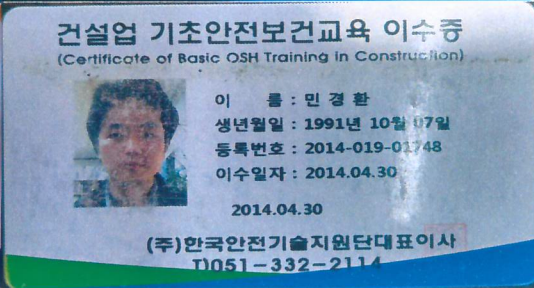 건설업 기초안전보건교육 이수증
(Certificate of Basic OSH Training in Construction)
이 름 : 민경환
생년월일 : 1991년 10월 07일
등록번호 : 2014-019-01748
이수일자 : 2014.04.30
2014.04.30
(주)한국안전기술지원단대표이사
T)051-332-2114